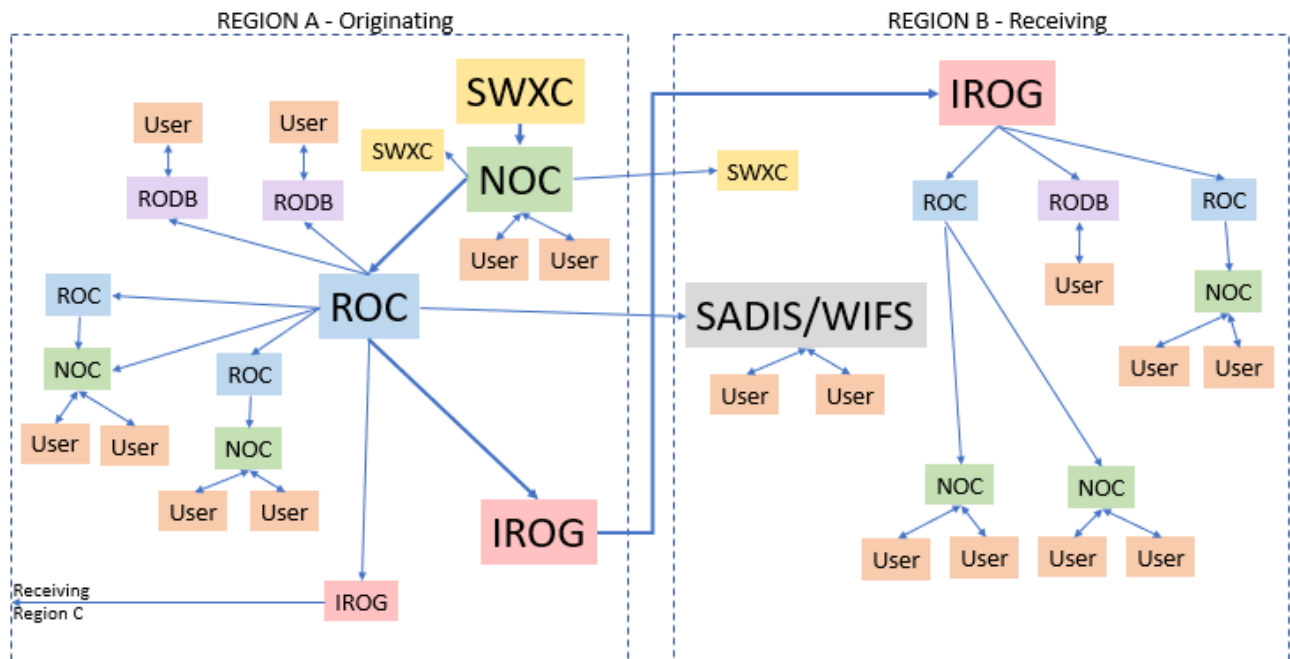 REGION A - Originating
REGION B - Receiving
SWXC
IROG
User
User
SWXC
NOC
SWXC
RODB
RODB
ROC
RODB
ROC
User
User
User
ROC
ROC
NOC
SADIS/WIFS
NOC
ROC
User
User
User
User
User
User
NOC
NOC
NOC
User
User
IROG
User
User
User
User
Receiving
Region C
IROG